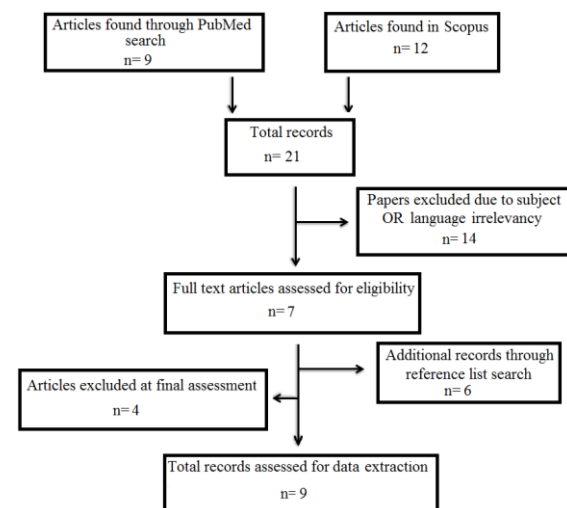 Articles found through PubMed
search
n= 9
Articles found in Scopus
n= 12
Total records
n= 21
Papers excluded due to subject
OR language irrelevancy
n= 14
Full text articles assessed for eligibility
n= 7
Additional records through
reference list search
n= 6
Articles excluded at final assessment
n= 4
Total records assessed for data extraction
n= 9